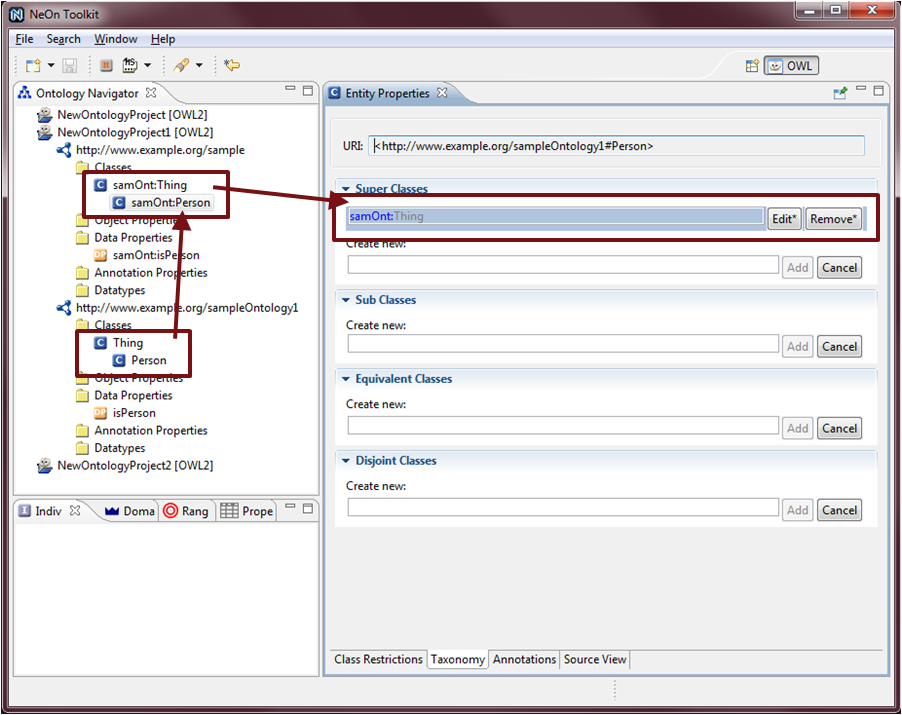 NeOn Toolkit
File Search Window Help
OWL
Ontology Navigator
NewOntologyProject [OWL2]
NewOntologyProject1 [OWL2]
http://www.example.org/sample
Classes
samOnt:Thing
samOnt:Person
Object Properties
Data Properties
samOnt:isPerson
Annotation Properties
Datatypes
http://www.example.org/sampleOntology1
Classes
Thing
Person
Object Properties
Data Properties
isPerson
Annotation Properties
Datatypes
NewOntologyProject2 [OWL2]
Indiv Doma Rang Prope
Entity Properties
URI: <http://www.example.org/sampleOntology1#Person>
Super Classes
samOnt:Thing Edit* Remove*
Create new:
Add Cancel
Sub Classes
Create new:
Add Cancel
Equivalent Classes
Create new:
Add Cancel
Disjoint Classes
Create new:
Add Cancel
Class Restrictions Taxonomy Annotations Source View